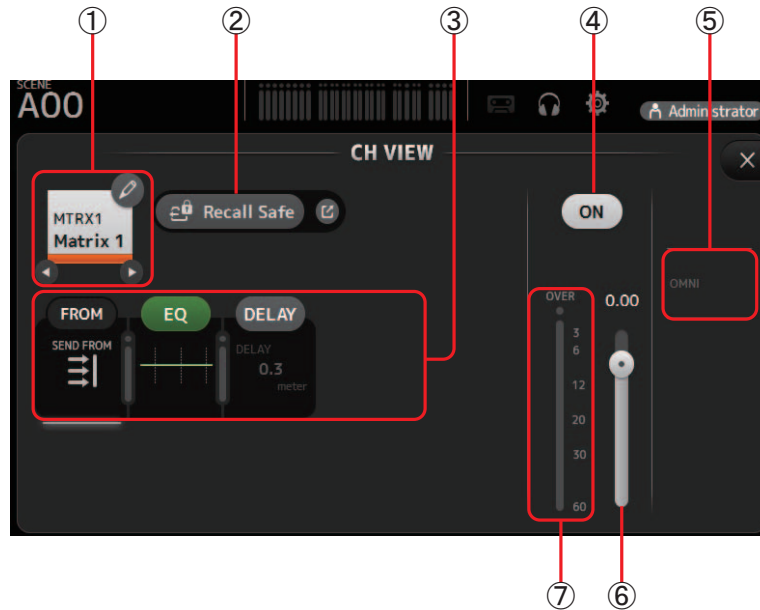 ① ② ③ ④ ⑤
SCENE
A00
Administrator
CH VIEW
MTRX1
Matrix 1
Recall Safe
ON
OMNI
OVER
0.00
3
6
12
20
30
60
FROM
EQ
DELAY
SEND FROM
DELAY
0.3
meter
⑦ ⑥